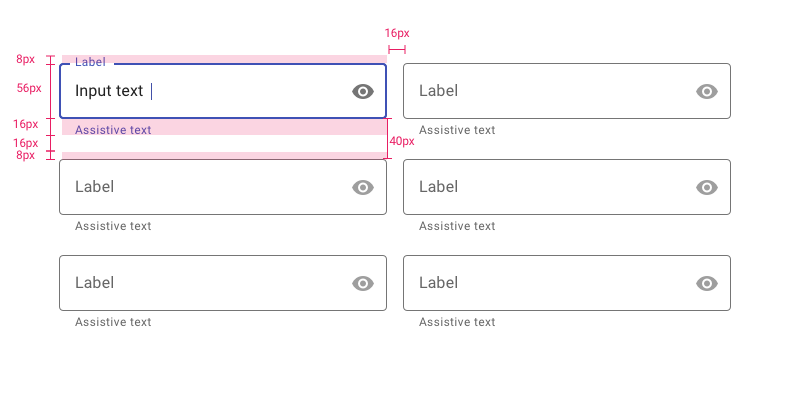 16px
8px
Label
56px
Input text
Label
16px
Assistive text
Assistive text
16px
40px
8px
Label
Label
Assistive text
Assistive text
Label
Label
Assistive text
Assistive text